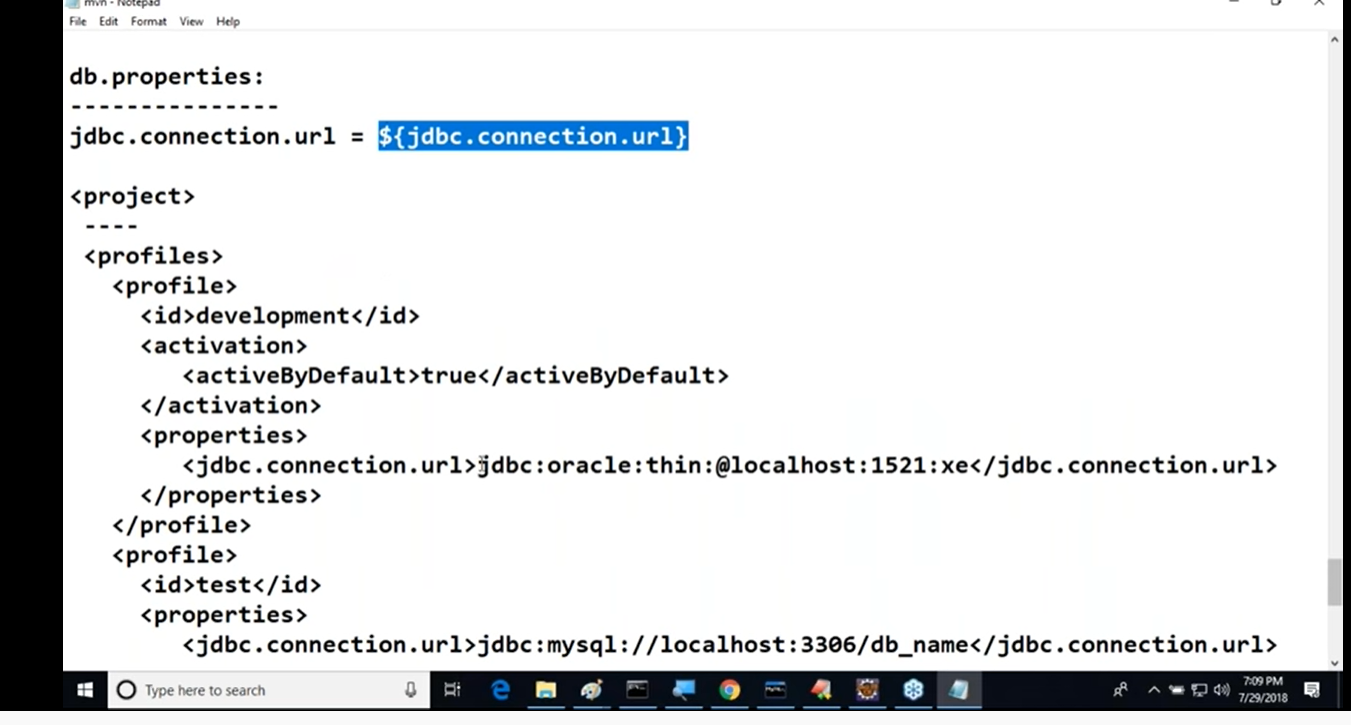 mvn - Notepad
File Edit Format View Help
db.properties:
---------------
jdbc.connection.url = ${jdbc.connection.url}
<project>
----
<profiles>
<profile>
<id>development</id>
<activation>
<activeByDefault>true</activeByDefault>
</activation>
<properties>
<jdbc.connection.url>jdbc:oracle:thin:@localhost:1521:xe</jdbc.connection.url>
</properties>
</profile>
<profile>
<id>test</id>
<properties>
<jdbc.connection.url>jdbc:mysql://localhost:3306/db_name</jdbc.connection.url>
Type here to search
7:09 PM
7/29/2018